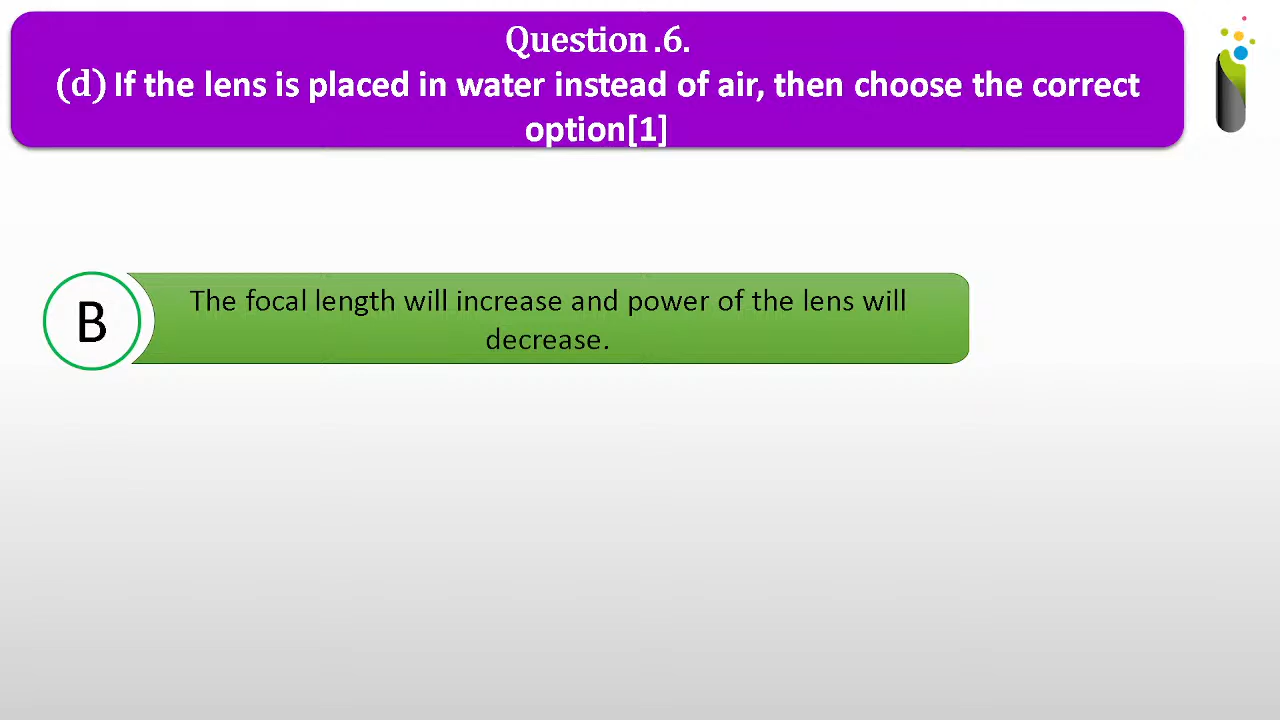 Question .6.
(d) If the lens is placed in water instead of air, then choose the correct
option[1]
B
The focal length will increase and power of the lens will
decrease.